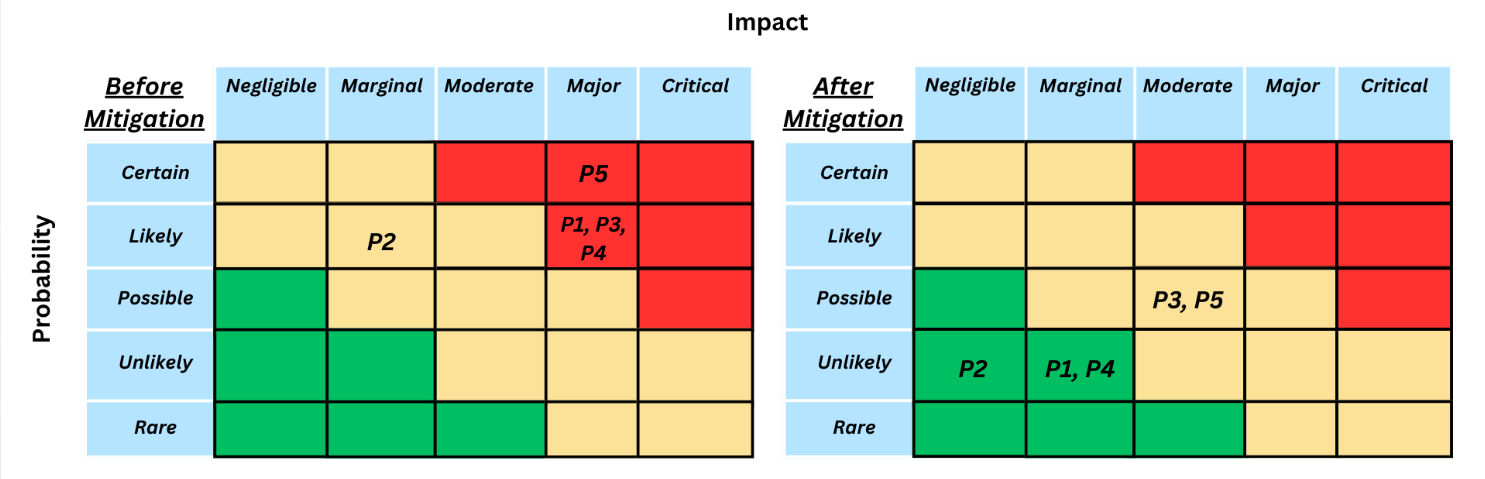 Impact
Before
Mitigation
Negligible
Marginal
Moderate
Major
Critical
Certain
P5
Likely
P2
P1, P3,
P4
Possible
Unlikely
Rare
Probability
After
Mitigation
Negligible
Marginal
Moderate
Major
Critical
Certain
Likely
Possible
P3, P5
Unlikely
P2
P1, P4
Rare